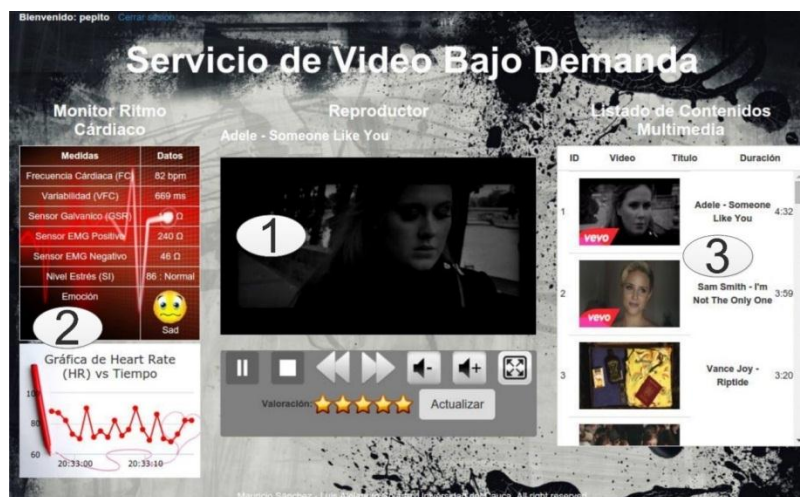 Bienvenido: pepito Cerrar sesión
Servicio de Video Bajo Demanda
Monitor Ritmo
Cárdiaco
Medidas Datos
Frecuencia Cárdiaca (FC) 82 bpm
Variabilidad (VFC) 669 ms
Sensor Galvanico (GSR) Ω
Sensor EMG Positivo 240 Ω
Sensor EMG Negativo 46 Ω
Nivel Estrés (SI) 86 : Normal
Emoción
Sad
2
Gráfica de Heart Rate
(HR) vs Tiempo
100
80
60
20:33:00 20:33:10
Reproductor
Adele - Someone Like You
1
Valoración: Actualizar
Listado de Contenidos
Multimedia
ID Video Titulo Duración
1 vevo Adele - Someone Like You 4:32
3
2 vevo Sam Smith - I'm Not The Only One 3:59
3 Vance Joy - Riptide 3:20
All right reserved